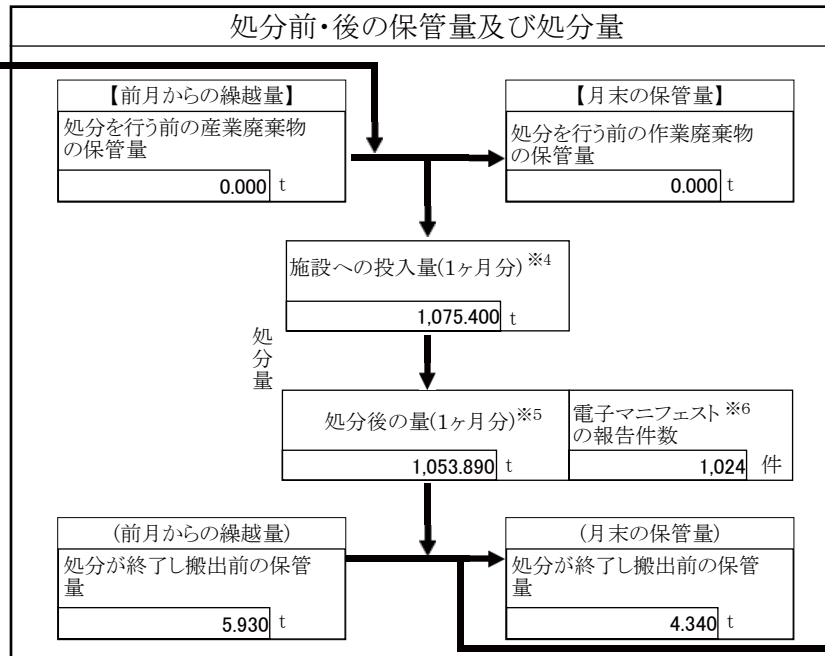 処分前・後の保管量及び処分量
【前月からの繰越量】
処分を行う前の産業廃棄物
の保管量
0.000 t
【月末の保管量】
処分を行う前の作業廃棄物
の保管量
0.000 t
施設への投入量(1ヶ月分)※4
1,075.400 t
処分量
処分後の量(1ヶ月分)※5
1,053.890 t
電子マニフェスト※6
の報告件数
1,024 件
(前月からの繰越量)
処分が終了し搬出前の保管
量
5.930 t
(月末の保管量)
処分が終了し搬出前の保管
量
4.340 t